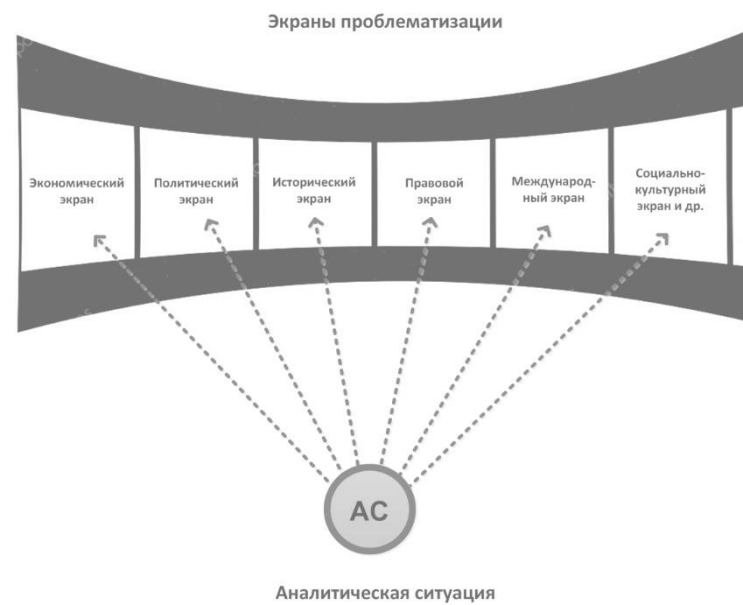 Экраны проблематизации
Экономический
экран
Политический
экран
Исторический
экран
Правовой
экран
Международ-
ный экран
Социально-
культурный
экран и др.
АС
Аналитическая ситуация